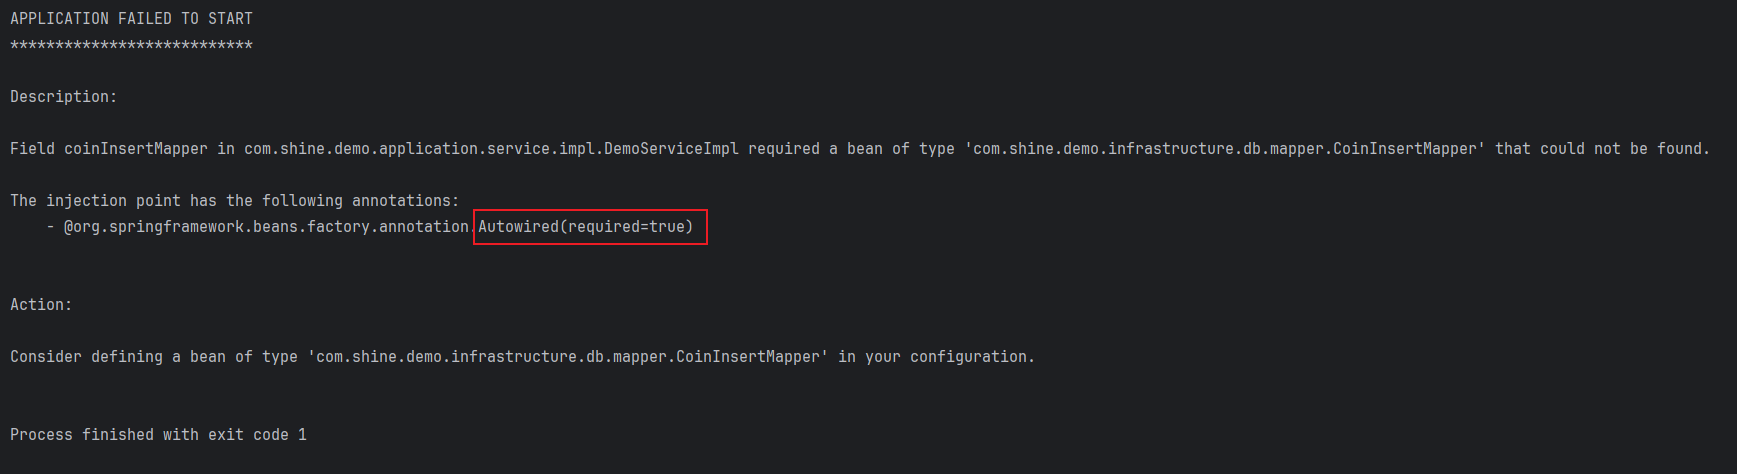 APPLICATION FAILED TO START
***************************
Description:
Field coinInsertMapper in com.shine.demo.application.service.impl.DemoServiceImpl required a bean of type 'com.shine.demo.infrastructure.db.mapper.CoinInsertMapper' that could not be found.
The injection point has the following annotations:
- @org.springframework.beans.factory.annotation.Autowired(required=true)
Action:
Consider defining a bean of type 'com.shine.demo.infrastructure.db.mapper.CoinInsertMapper' in your configuration.
Process finished with exit code 1